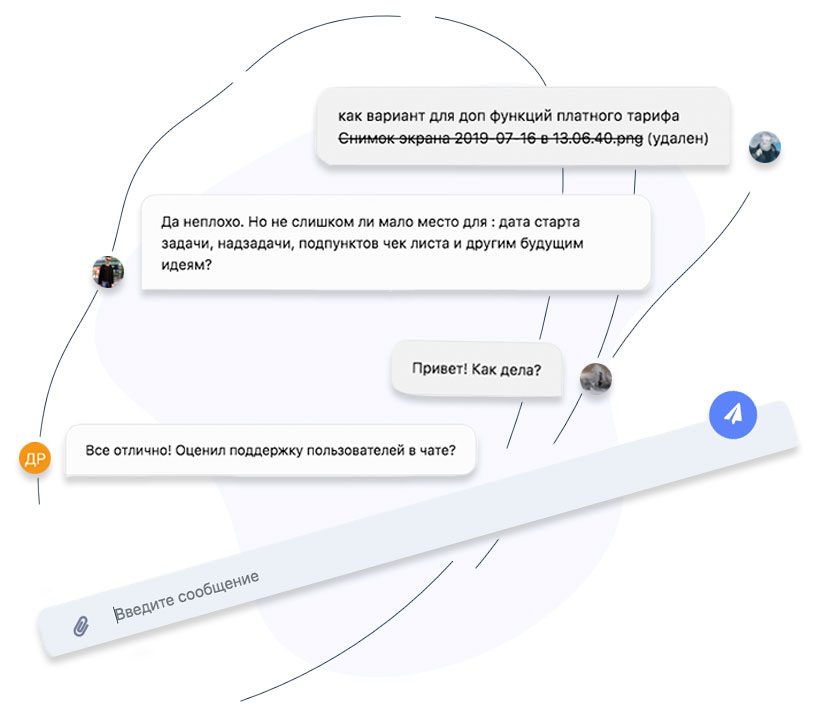 как вариант для доп функций платного тарифа
Снимок экрана 2019-07-16 в 13.06.40.png (удален)
Да неплохо. Но не слишком ли мало место для : дата старта
задачи, надзадачи, подпунктов чек листа и другим будущим
идеям?
Привет! Как дела?
ДР
Все отлично! Оценил поддержку пользователей в чате?
Введите сообщение